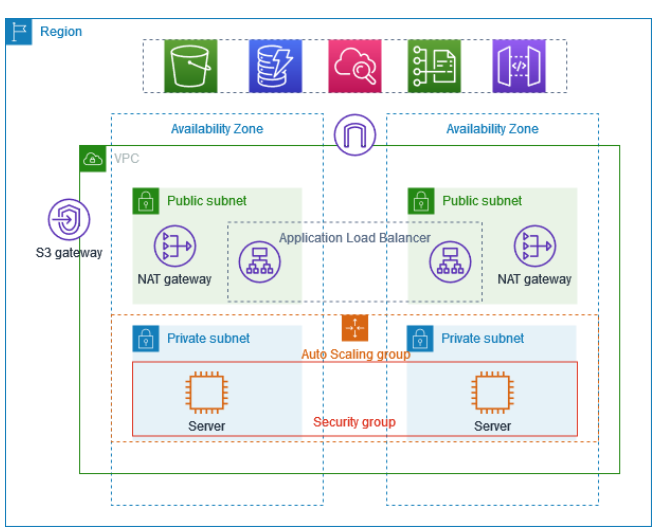 Region
Availability Zone
Availability Zone
VPC
Public subnet
Public subnet
S3 gateway
Application Load Balancer
NAT gateway
NAT gateway
Private subnet
Private subnet
Auto Scaling group
Security group
Server
Server